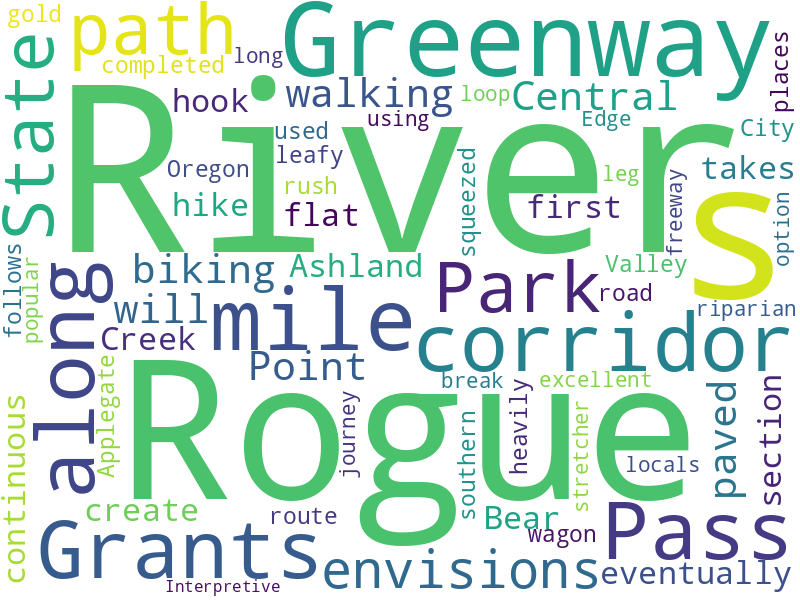 gold
path
Greenway
completed
long
State
hook
walking
loop
Central
places
River
used
using
Edge
City
Oregon
leafy
takes
hike
rush
flat
squeezed
first
leg
freeway
s
option
follows
popular
along
biking
Ashland
Park
Valley
road
riparian
will
mile
Creek
Point
corridor
Applegate
Rogue
break
excellent
journey
heavily
southern
stretcher
locals
paved
section
continuous
create
route
Bear
wagon
Pass
Grants
envisions
eventually
Interpretive